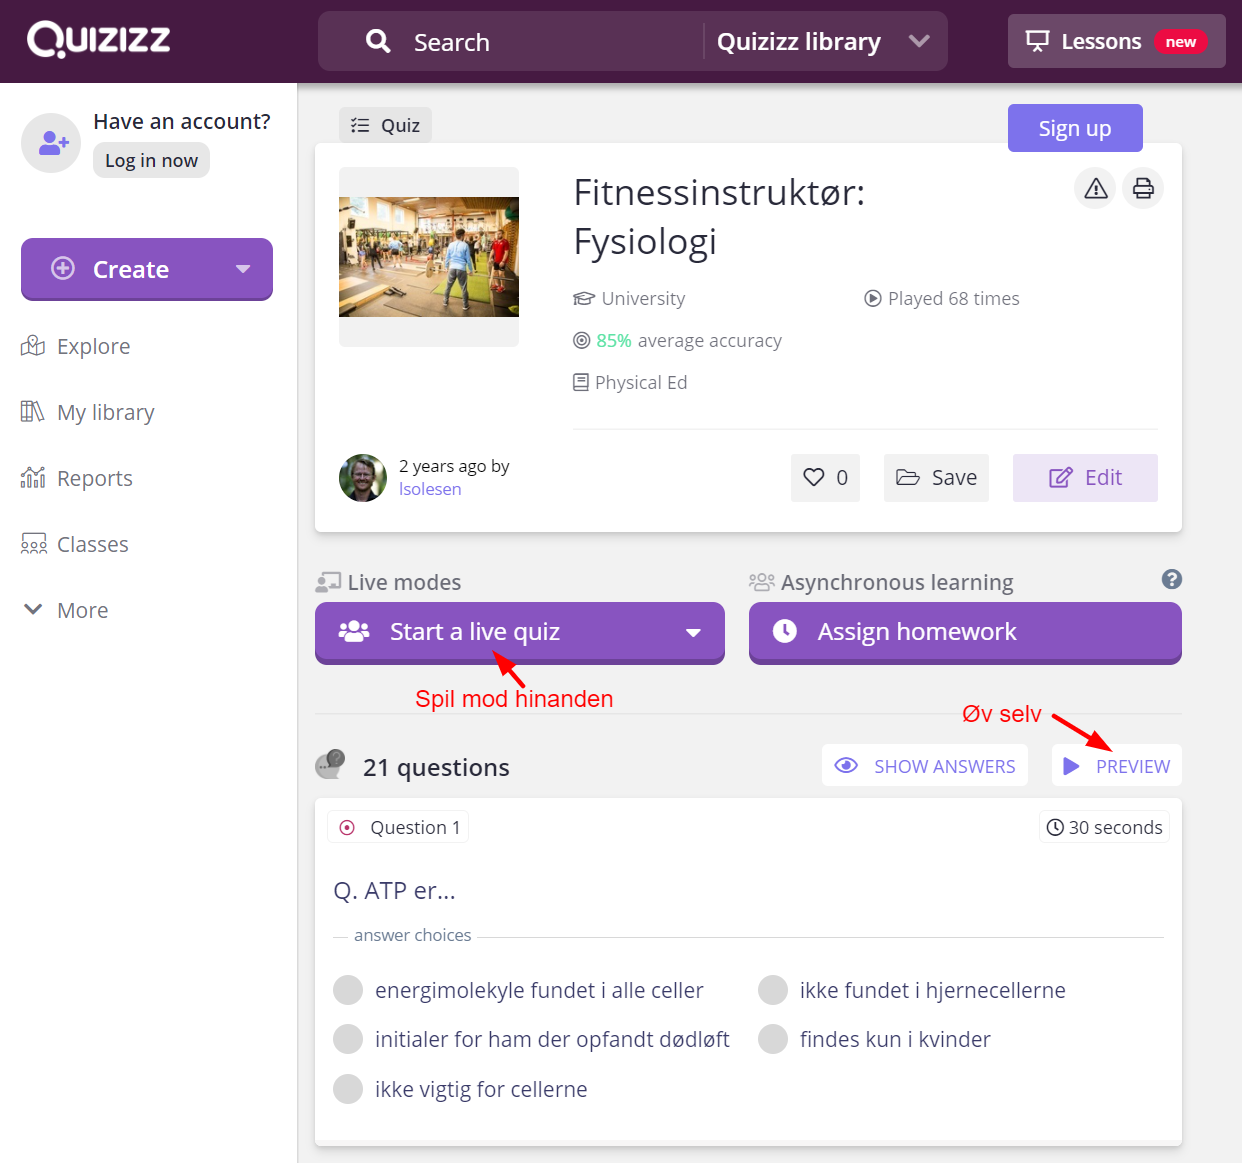 Quizizz
Search
Quizizz library
Lessons new
Have an account?
Log in now
Create
Explore
My library
Reports
Classes
More
Quiz
Sign up
Fitnessinstruktør:
Fysiologi
University
Played 68 times
85% average accuracy
Physical Ed
2 years ago by
lsolesen
0
Save
Edit
Live modes
Asynchronous learning
?
Start a live quiz
Assign homework
Spil mod hinanden
Øv selv
21 questions
SHOW ANSWERS
PREVIEW
Question 1
30 seconds
Q. ATP er...
answer choices
energimolekyle fundet i alle celler
ikke fundet i hjernecellerne
initialer for ham der opfandt dødløft
findes kun i kvinder
ikke vigtig for cellerne